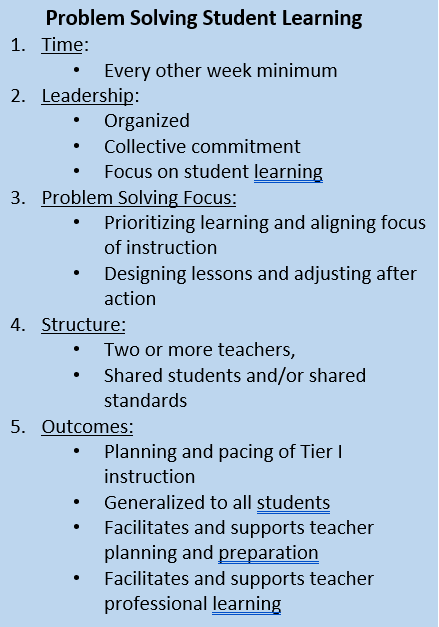 Problem Solving Student Learning
1. Time:
• Every other week minimum
2. Leadership:
• Organized
• Collective commitment
• Focus on student learning
3. Problem Solving Focus:
• Prioritizing learning and aligning focus
of instruction
• Designing lessons and adjusting after
action
4. Structure:
• Two or more teachers,
• Shared students and/or shared
standards
5. Outcomes:
• Planning and pacing of Tier I
instruction
• Generalized to all students
• Facilitates and supports teacher
planning and preparation
• Facilitates and supports teacher
professional learning